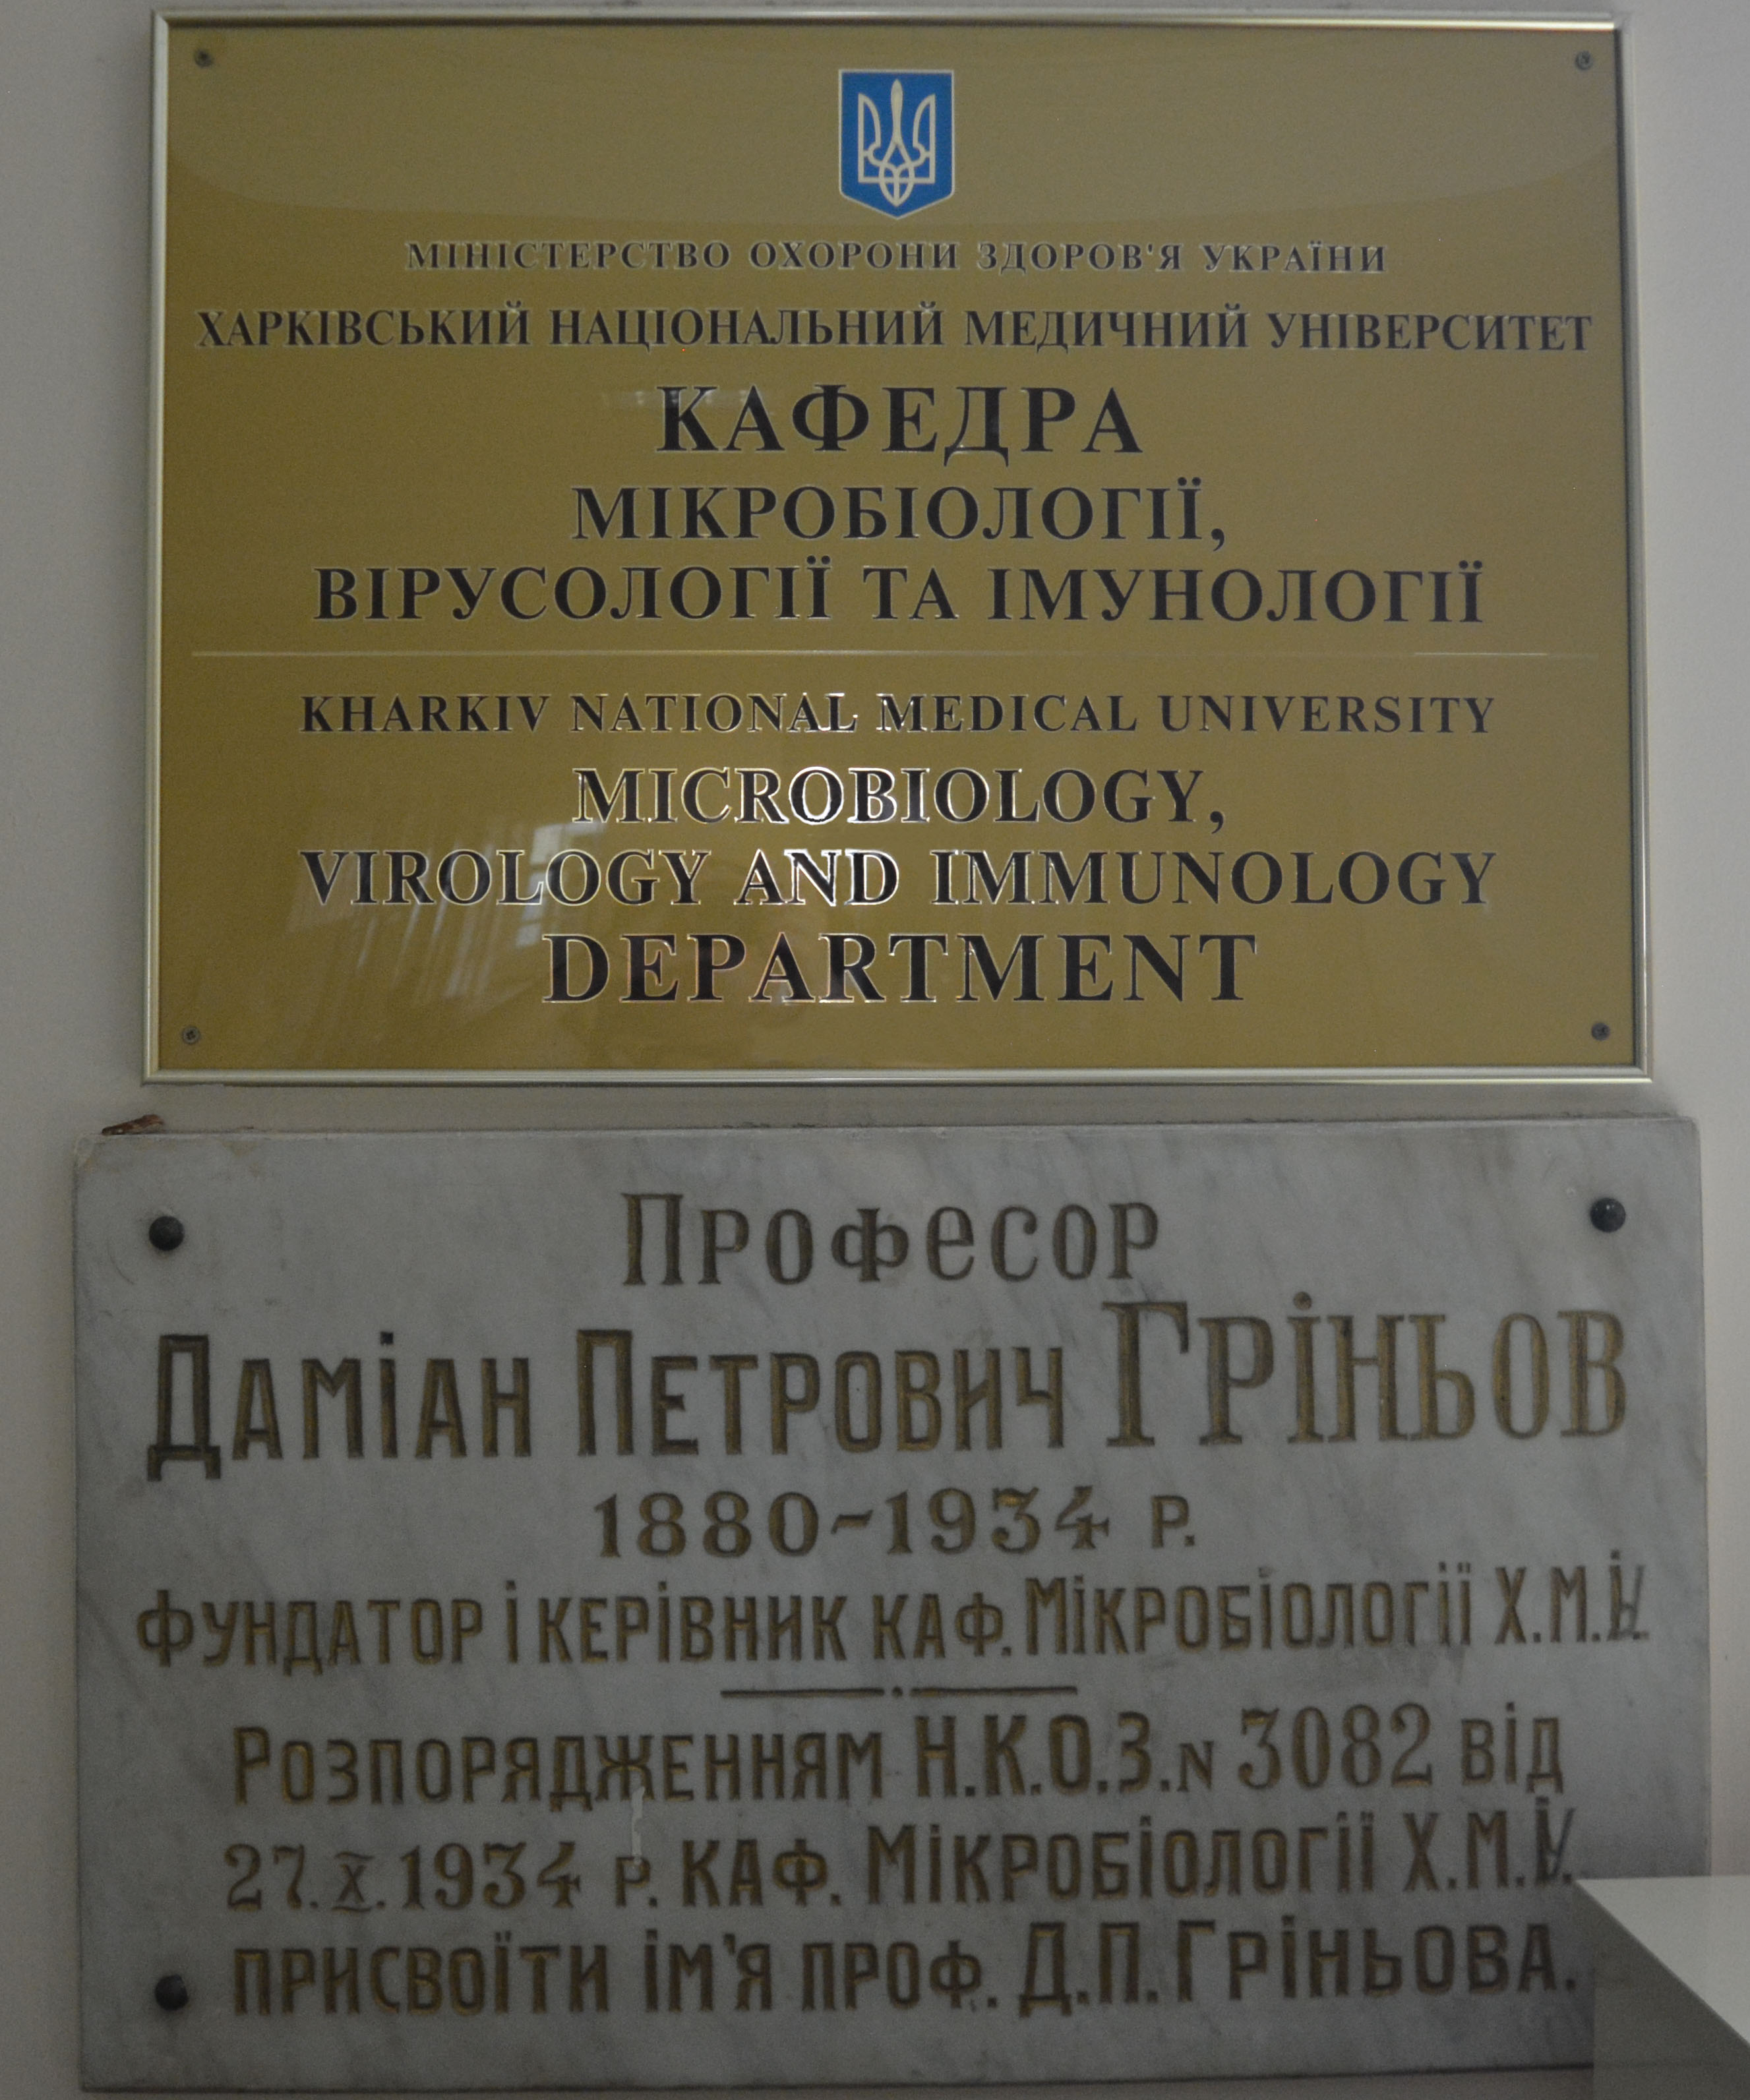 МІНІСТЕРСТВО ОХОРОНИ ЗДОРОВ'Я УКРАЇНИ
ХАРКІВСЬКИЙ НАЦІОНАЛЬНИЙ МЕДИЧНИЙ УНІВЕРСИТЕТ
КАФЕДРА
МІКРОБІОЛОГІЇ,
ВІРУСОЛОГІЇ ТА ІМУНОЛОГІЇ
KHARKIV NATIONAL MEDICAL UNIVERSITY
MICROBIOLOGY,
VIROLOGY AND IMMUNOLOGY
DEPARTMENT
Професор
Даміан Петрович Гріньов
1880-1934 р.
фундатор і керівник каф. Мікробіології
Розпорядженням Н.К.О.З. N 3082 від
27.X.1934 р. каф. Мікробіології
присвоїти ім'я проф. Д.П. Гріньова.